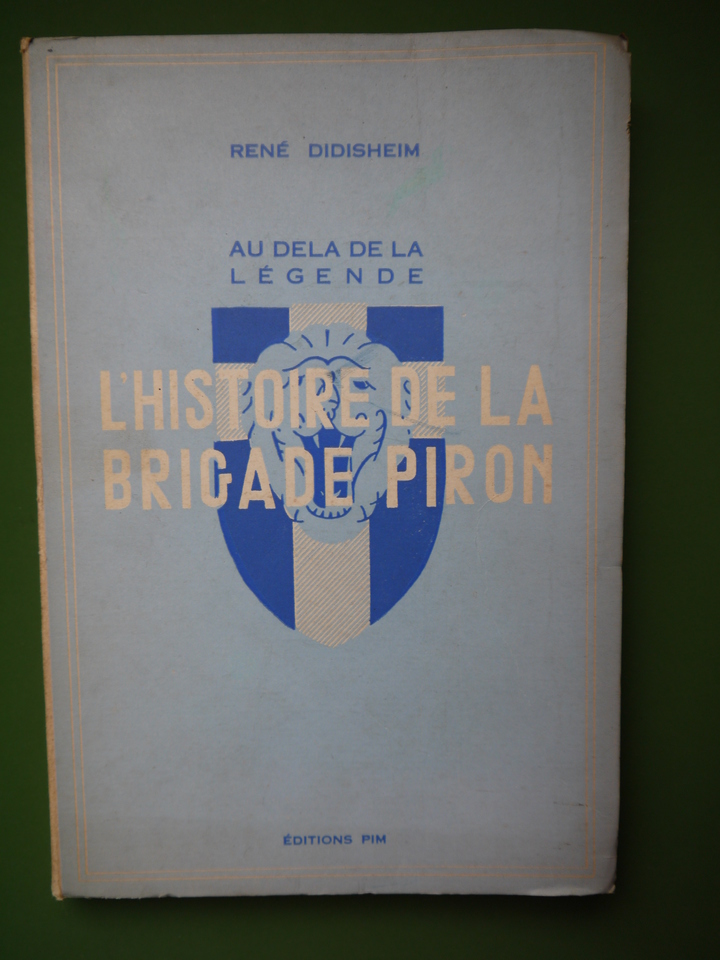 RENÉ DIDISHEIM
AU DELA DE LA
LÉGENDE
L'HISTOIRE DE LA
BRIGADE PIRON
ÉDITIONS PIM